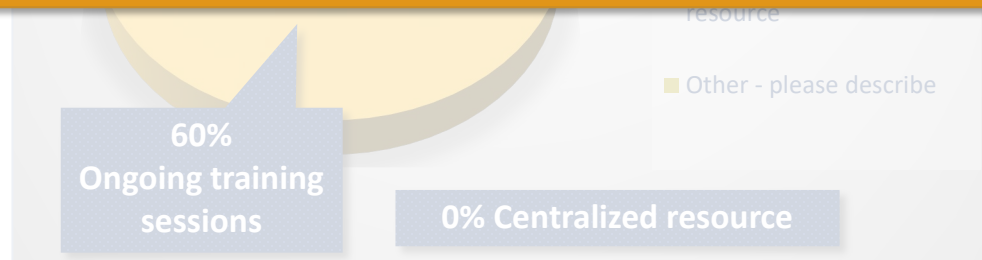 resource
Other - please describe
60%
Ongoing training
sessions
0% Centralized resource